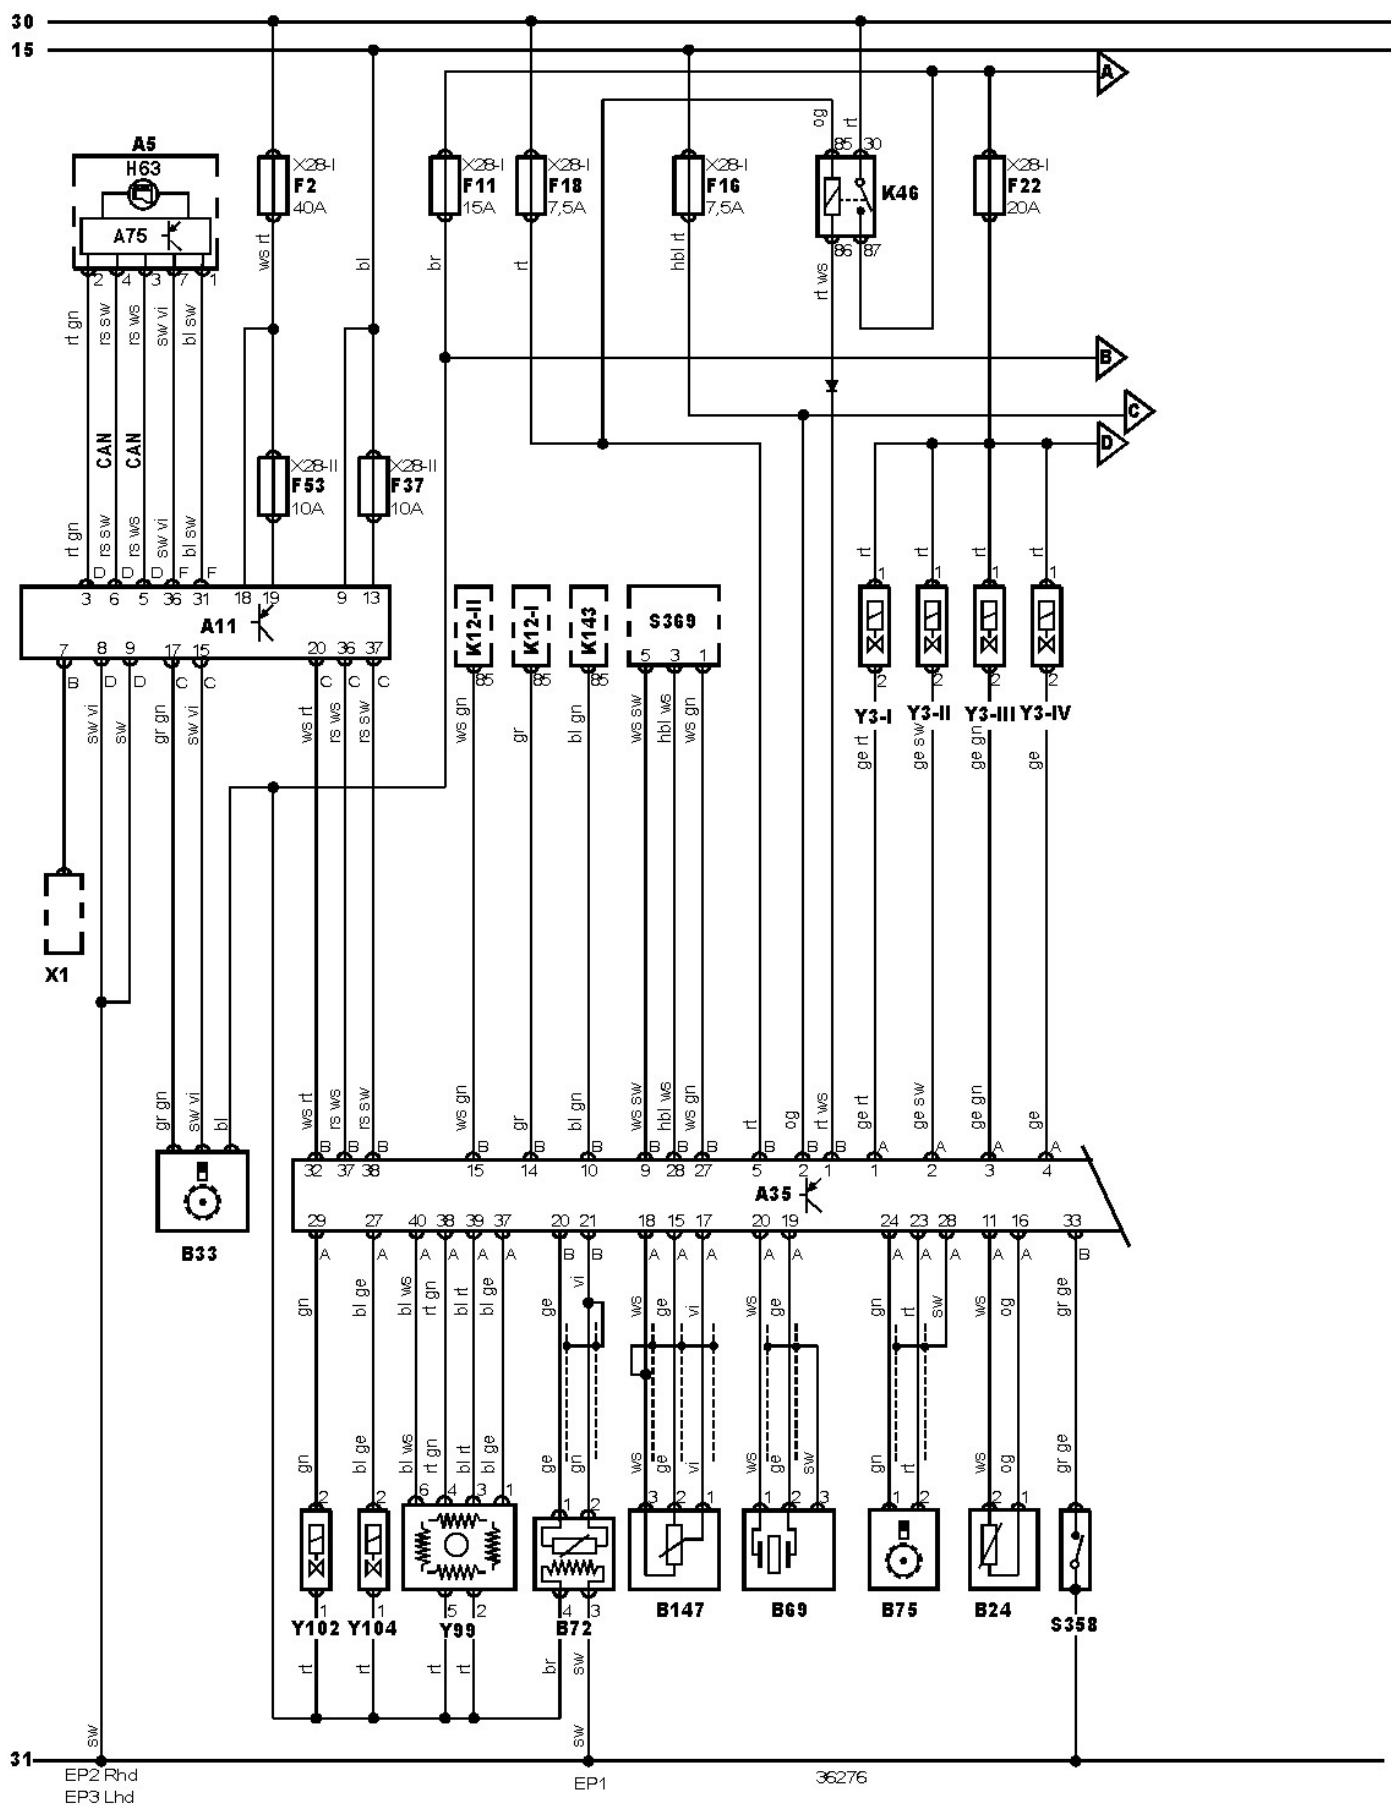 30
15
A
og
rt
85 30
A5
H63
A75
X28-I
F2
40A
X28-I
F11
15A
X28-I
F18
7,5A
X28-I
F16
7,5A
K46
X28-I
F22
20A
86 87
2 4 3 7 1
ws rt
bl
br
rt
hbl rt
rt ws
rt gn
rs sw
rs ws
sw vi
bl sw
B
C
D
CAN
CAN
X28-II
F53
10A
X28-II
F37
10A
rt gn
rs sw
rs ws
sw vi
bl sw
rt
rt
rt
rt
D D D F F
1 1 1 1
3 6 5 36 31 18 19 9 13
A11
K12-II
K12-I
K143
S369
7 8 9 17 15 20 36 37
5 3 1
B D D C C C C C
85 85 85
2 2 2 2
Y3-I Y3-II Y3-III Y3-IV
sw vi
sw
gr gn
sw vi
ws rt
rs ws
rs sw
ws gn
gr
bl gn
ws sw
hbl ws
ws gn
ge rt
ge sw
ge gn
ge
X1
gr gn
sw vi
bl
ws rt
rs ws
rs sw
ws gn
gr
bl gn
ws sw
hbl ws
ws gn
rt
og
rt ws
ge rt
ge sw
ge gn
ge
B B B B B B B B B B B B A A A A
32 37 38 15 14 10 9 28 27 5 2 1 1 2 3 4
A35
29 27 40 38 39 37 20 21 18 15 17 20 19 24 23 28 11 16 33
A A A A A A B B A A A A A A A A A A B
B33
gn
bl ge
bl ws
rt gn
bl rt
bl ge
ge
vi
ws
ge
vi
ws
ge
gn
rt
sw
ws
og
gr ge
gn
bl ge
bl ws
rt gn
bl rt
bl ge
ge
gn
ws
ge
vi
ws
ge
sw
gn
rt
ws
og
gr ge
2 2 6 4 3 1 1 2 3 2 1 1 2 3 1 2 2 1
1 1 5 2 4 3
Y102 Y104 Y99 B72 B147 B69 B75 B24 S358
rt
rt
rt
rt
br
sw
sw
sw
31
EP2 Rhd
EP3 Lhd
EP1
36276